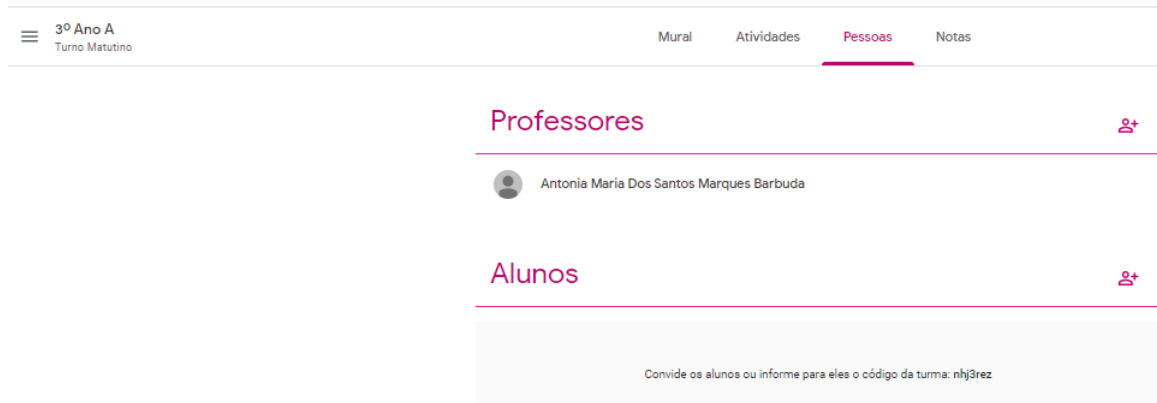 3º Ano A
Turno Matutino
Mural
Atividades
Pessoas
Notas
Professores
Antonia Maria Dos Santos Marques Barbuda
Alunos
Convide os alunos ou informe para eles o código da turma: nhj3rez